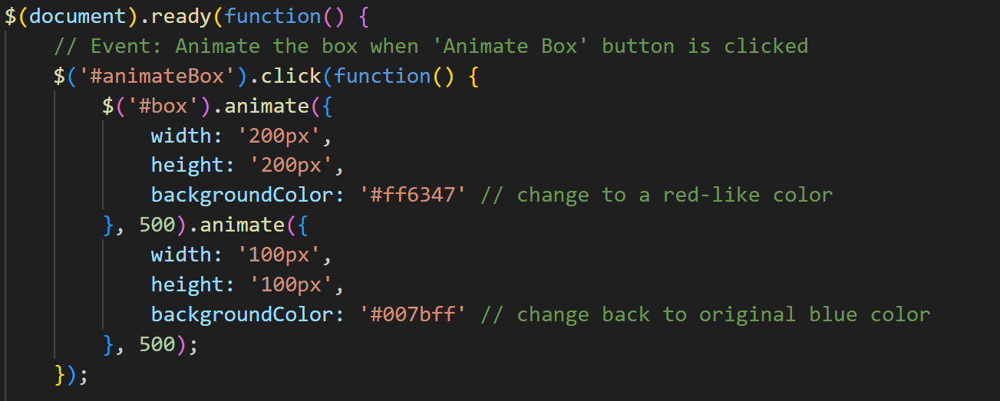 $(document).ready(function() {
    // Event: Animate the box when 'Animate Box' button is clicked
    $('#animateBox').click(function() {
        $('#box').animate({
            width: '200px',
            height: '200px',
            backgroundColor: '#ff6347' // change to a red-like color
        }, 500).animate({
            width: '100px',
            height: '100px',
            backgroundColor: '#007bff' // change back to original blue color
        }, 500);
    });